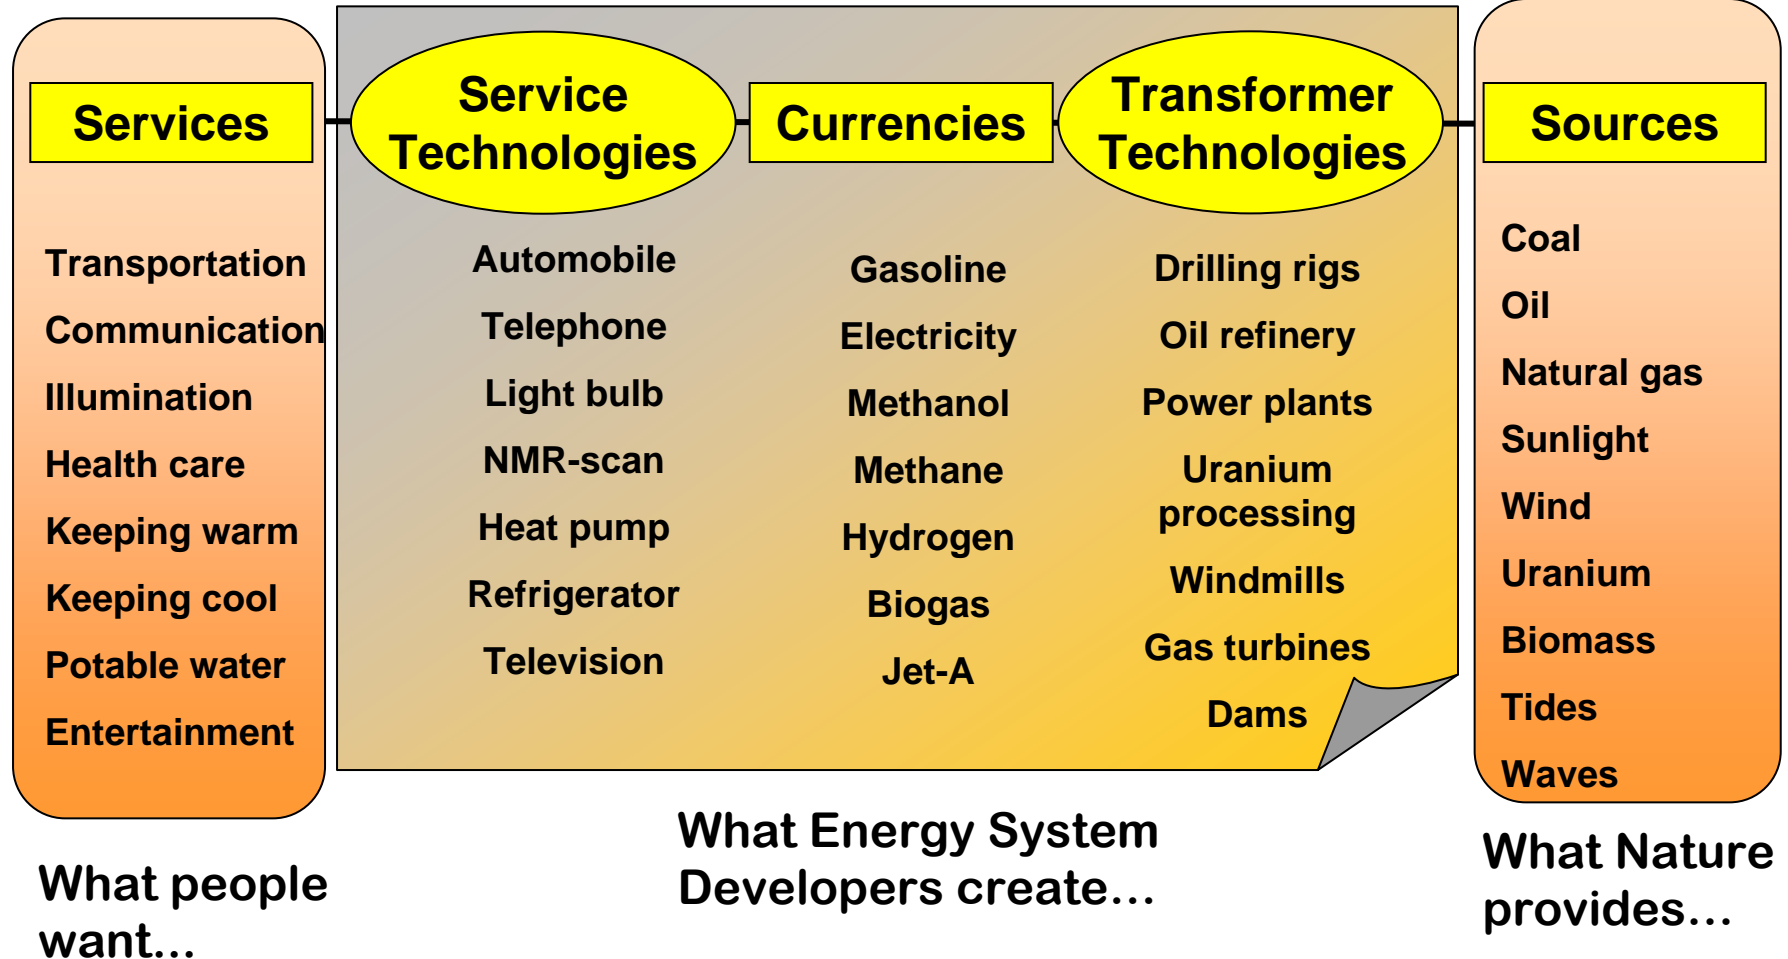 Services
Service
Technologies
Currencies
Transformer
Technologies
Sources
Transportation
Communication
Illumination
Health care
Keeping warm
Keeping cool
Potable water
Entertainment
Automobile
Telephone
Light bulb
NMR-scan
Heat pump
Refrigerator
Television
Gasoline
Electricity
Methanol
Methane
Hydrogen
Biogas
Jet-A
Drilling rigs
Oil refinery
Power plants
Uranium
processing
Windmills
Gas turbines
Dams
Coal
Oil
Natural gas
Sunlight
Wind
Uranium
Biomass
Tides
Waves
What people
want...
What Energy System
Developers create...
What Nature
provides...